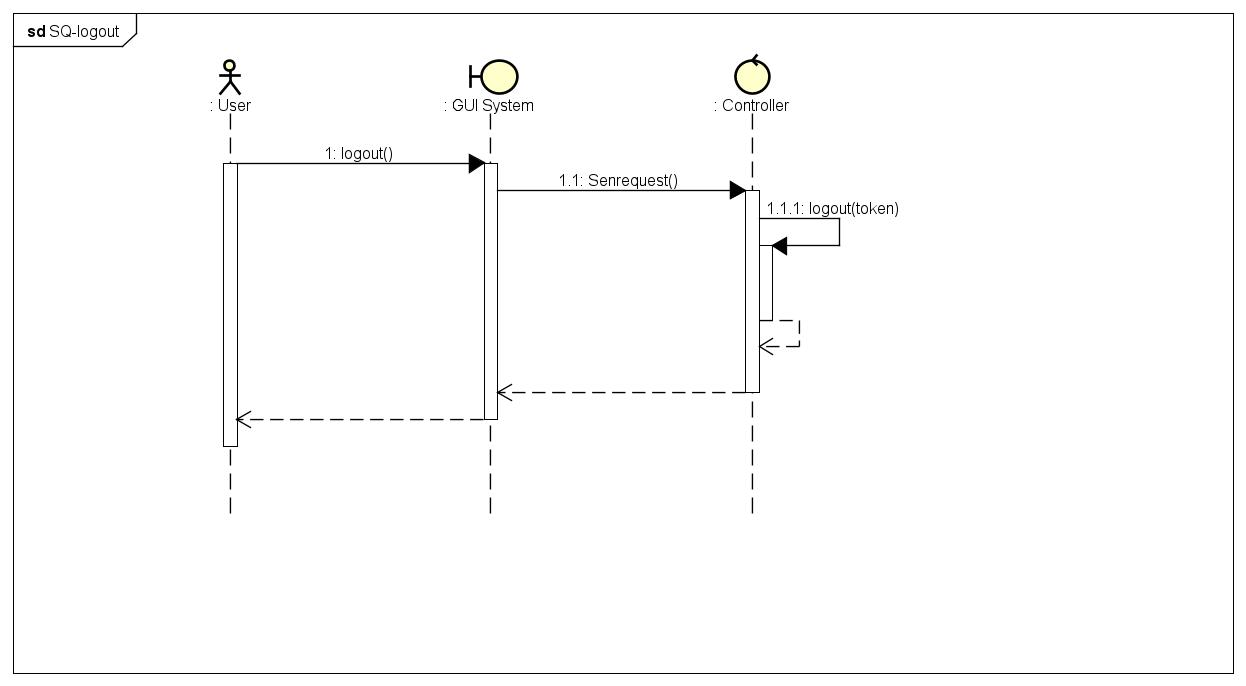 sd SQ-logout
: User
: GUI System
: Controller
1: logout()
1.1: Senrequest()
1.1.1: logout(token)